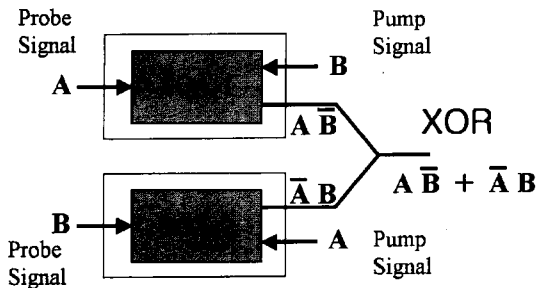 Probe
Signal
Pump
Signal
A
B
A B̅
XOR
A B̅ + A̅ B
A̅ B
B
A
Probe
Signal
Pump
Signal